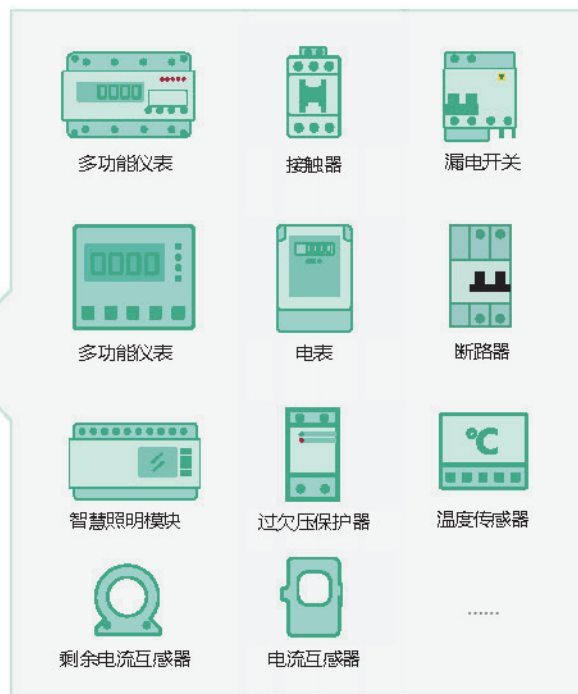 0000
多功能仪表
接触器
漏电开关
0000
多功能仪表
电表
断路器
℃
智慧照明模块
过欠压保护器
温度传感器
剩余电流互感器
电流互感器
……